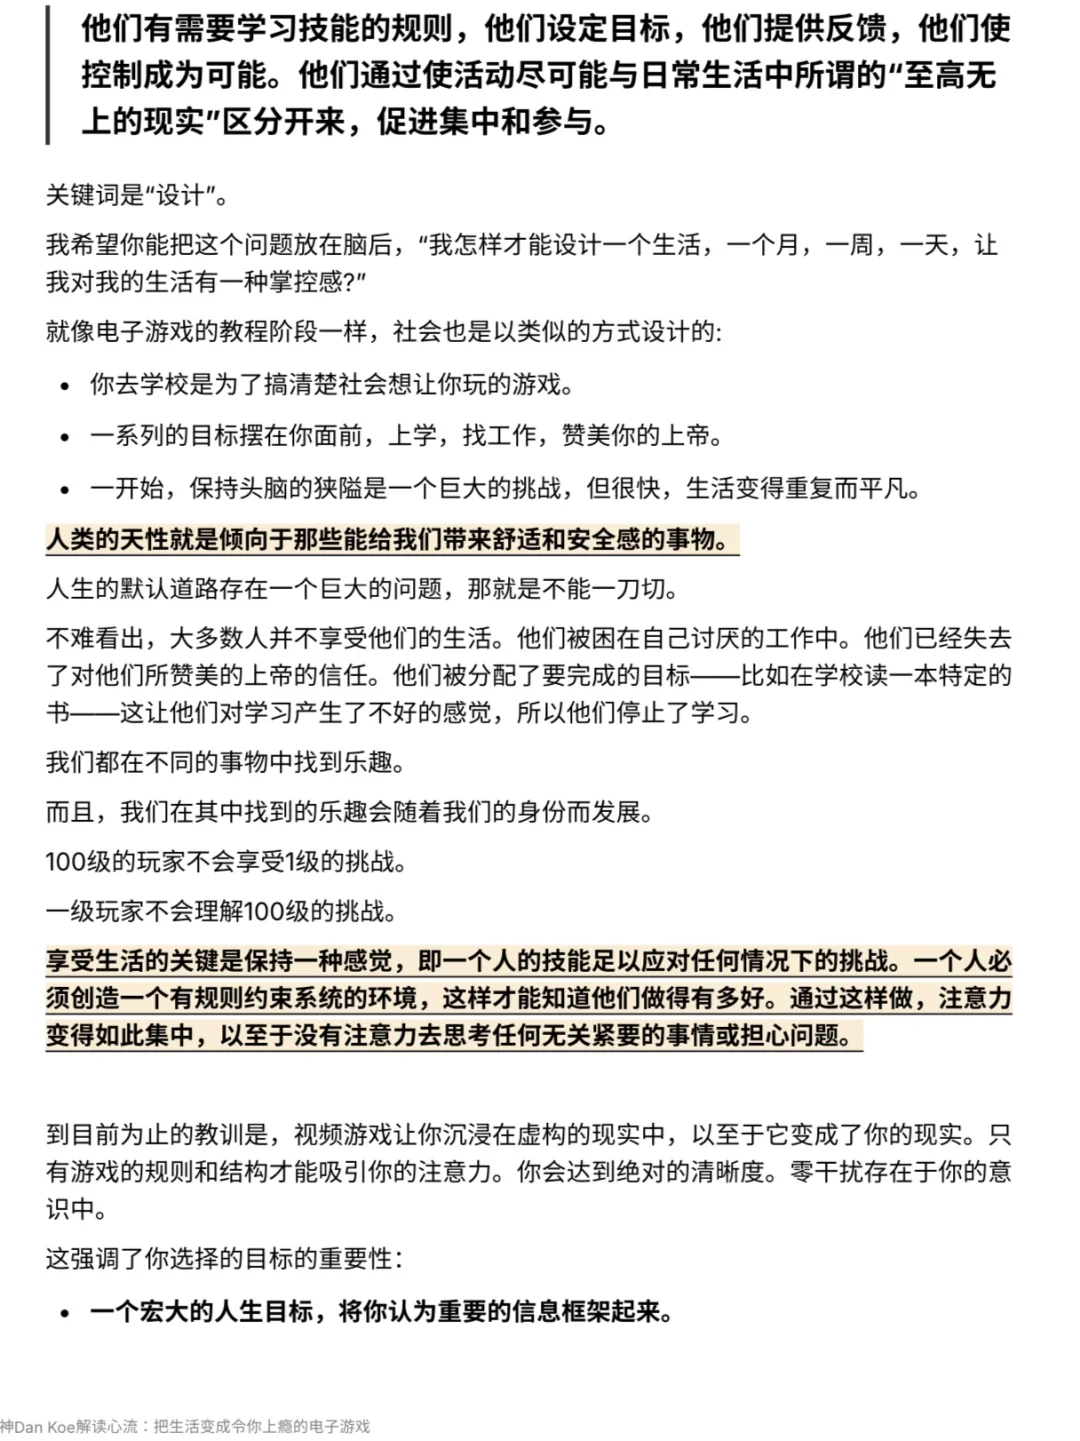 他们有需要学习技能的规则，他们设定目标，他们提供反馈，他们使
控制成为可能。他们通过使活动尽可能与日常生活中所谓的“至高无
上的现实”区分开来，促进集中和参与。
关键词是“设计”。
我希望你能把这个问题放在脑后，“我怎样才能设计一个生活，一个月，一周，一天，让
我对我的生活有一种掌控感?”
就像电子游戏的教程阶段一样，社会也是以类似的方式设计的:
• 你去学校是为了搞清楚社会想让你玩的游戏。
• 一系列的目标摆在你面前，上学，找工作，赞美你的上帝。
• 一开始，保持头脑的狭隘是一个巨大的挑战，但很快，生活变得重复而平凡。
人类的天性就是倾向于那些能给我们带来舒适和安全感的事物。
人生的默认道路存在一个巨大的问题，那就是不能一刀切。
不难看出，大多数人并不享受他们的生活。他们被困在自己讨厌的工作中。他们已经失去
了对他们所赞美的上帝的信任。他们被分配了要完成的目标——比如在学校读一本特定的
书——这让他们对学习产生了不好的感觉，所以他们停止了学习。
我们都在不同的事物中找到乐趣。
而且，我们在其中找到的乐趣会随着我们的身份而发展。
100级的玩家不会享受1级的挑战。
一级玩家不会理解100级的挑战。
享受生活的关键是保持一种感觉，即一个人的技能足以应对任何情况下的挑战。一个人必
须创造一个有规则约束系统的环境，这样才能知道他们做得有多好。通过这样做，注意力
变得如此集中，以至于没有注意力去思考任何无关紧要的事情或担心问题。
到目前为止的教训是，视频游戏让你沉浸在虚构的现实中，以至于它变成了你的现实。只
有游戏的规则和结构才能吸引你的注意力。你会达到绝对的清晰度。零干扰存在于你的意
识中。
这强调了你选择的目标的重要性：
• 一个宏大的人生目标，将你认为重要的信息框架起来。
神Dan Koe解读心流：把生活变成令你上瘾的电子游戏